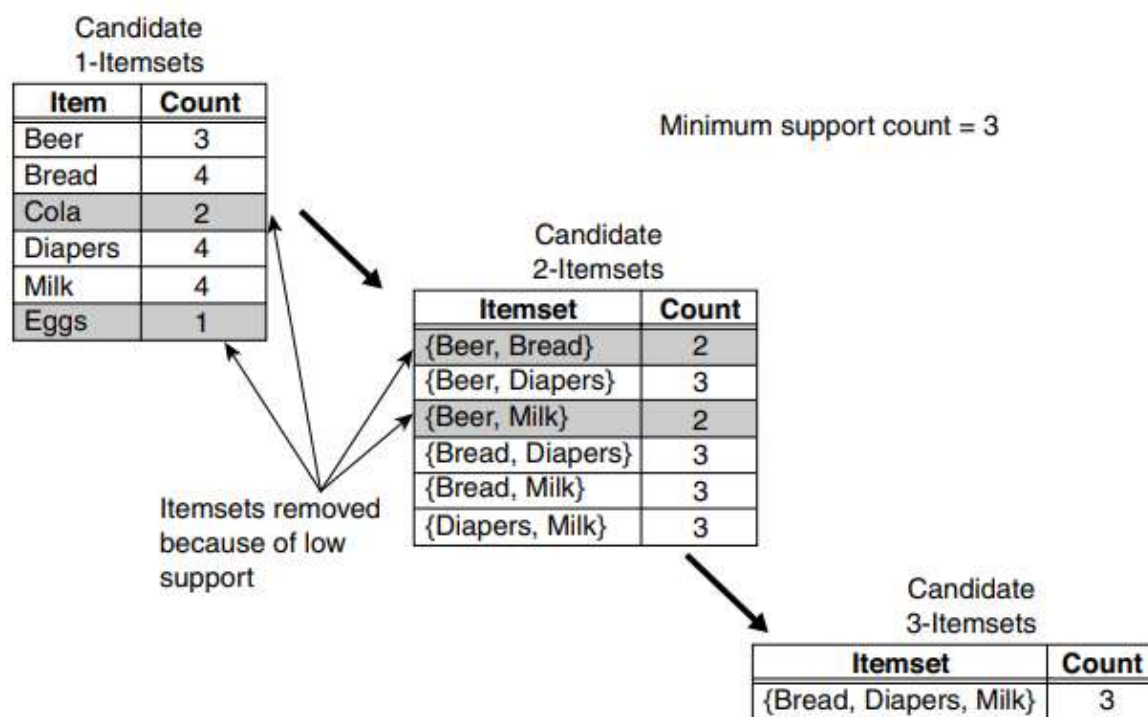 Candidate
1-Itemsets
Item Count
Beer 3
Bread 4
Cola 2
Diapers 4
Milk 4
Eggs 1
Minimum support count = 3
Candidate
2-Itemsets
Itemset Count
{Beer, Bread} 2
{Beer, Diapers} 3
{Beer, Milk} 2
{Bread, Diapers} 3
{Bread, Milk} 3
{Diapers, Milk} 3
Itemsets removed
because of low
support
Candidate
3-Itemsets
Itemset Count
{Bread, Diapers, Milk} 3